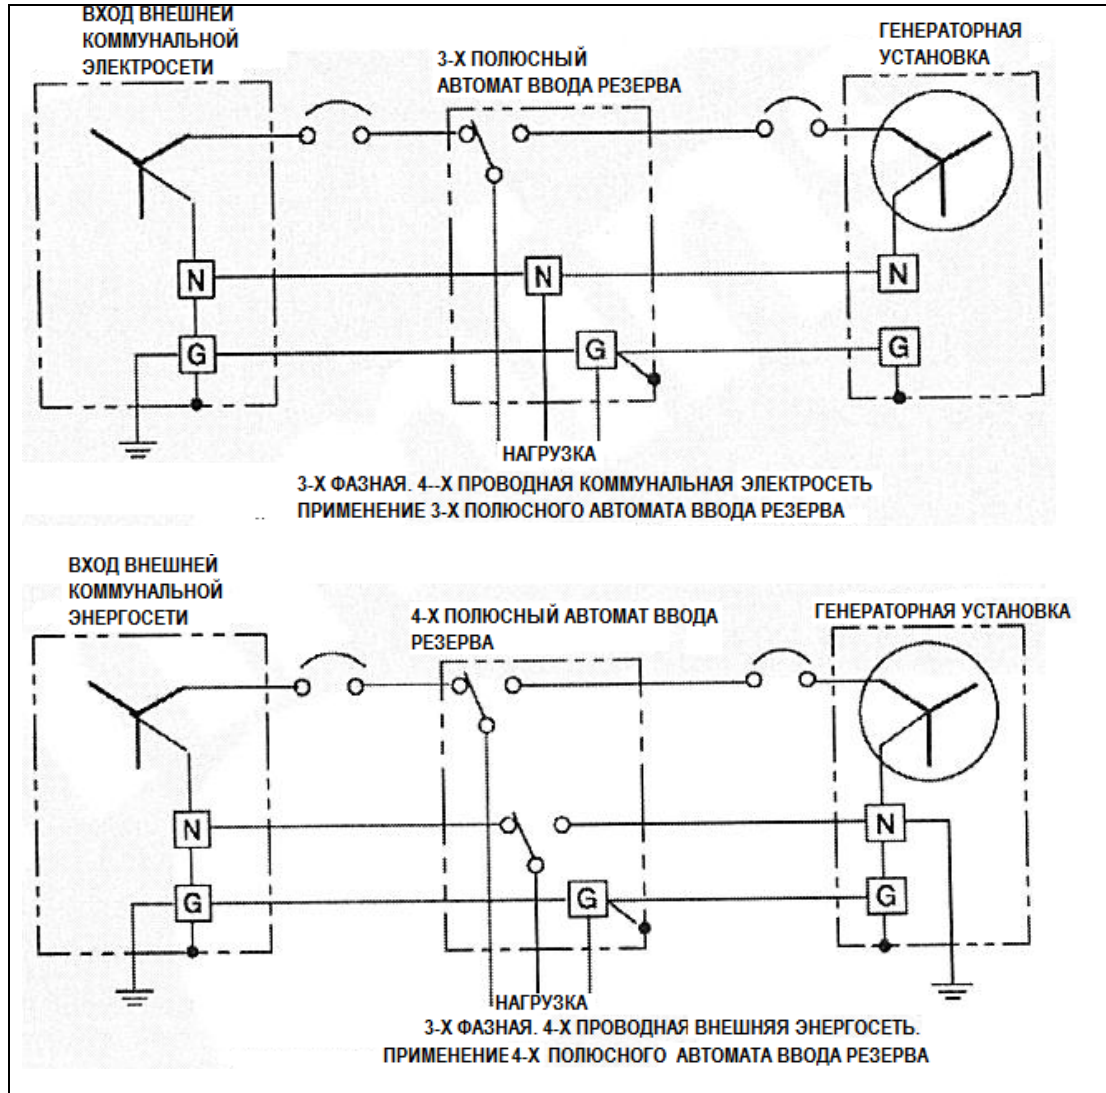 ВХОД ВНЕШНЕЙ
КОММУНАЛЬНОЙ
ЭЛЕКТРОСЕТИ
3-Х ПОЛЮСНЫЙ
АВТОМАТ ВВОДА РЕЗЕРВА
ГЕНЕРАТОРНАЯ
УСТАНОВКА
N
N
N
G
G
G
НАГРУЗКА
3-Х ФАЗНАЯ. 4--Х ПРОВОДНАЯ КОММУНАЛЬНАЯ ЭЛЕКТРОСЕТЬ
ПРИМЕНЕНИЕ 3-Х ПОЛЮСНОГО АВТОМАТА ВВОДА РЕЗЕРВА
ВХОД ВНЕШНЕЙ
КОММУНАЛЬНОЙ
ЭНЕРГОСЕТИ
4-Х ПОЛЮСНЫЙ АВТОМАТ ВВОДА
РЕЗЕРВА
ГЕНЕРАТОРНАЯ УСТАНОВКА
N
N
G
G
G
НАГРУЗКА
3-Х ФАЗНАЯ. 4-Х ПРОВОДНАЯ ВНЕШНЯЯ ЭНЕРГОСЕТЬ.
ПРИМЕНЕНИЕ 4-Х ПОЛЮСНОГО АВТОМАТА ВВОДА РЕЗЕРВА